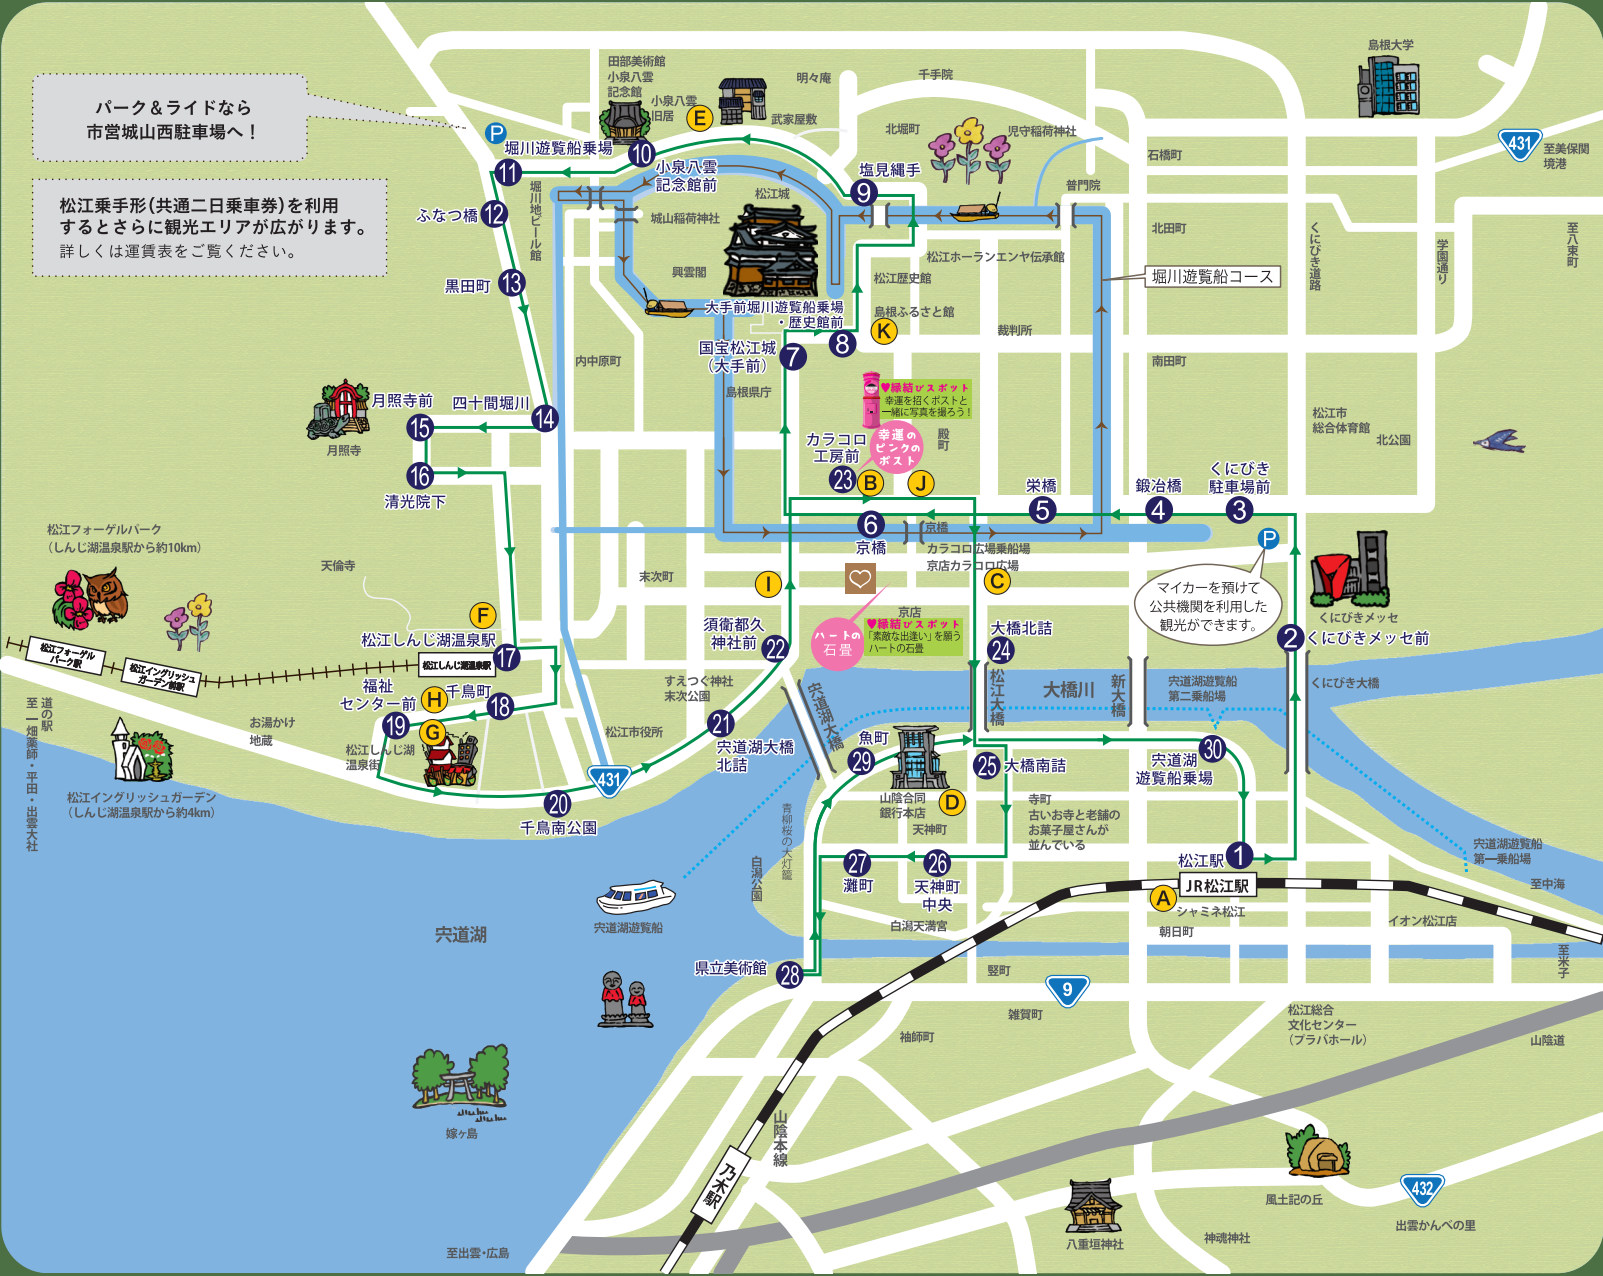 パーク＆ライドなら
市営城山西駐車場へ！
松江乗手形(共通二日乗車券)を利用
するとさらに観光エリアが広がります。
詳しくは運賃表をご覧ください。
田部美術館
小泉八雲
記念館
小泉八雲
旧居
E
武家屋敷
明々庵
千手院
北堀町
児守稲荷神社
島根大学
431
至美保関
境港
石橋町
普門院
北田町
くにびき道路
学園通り
至八束町
P
堀川遊覧船乗場
11
10
小泉八雲
記念館前
塩見縄手
9
ふなつ橋
12
堀川地ビール館
城山稲荷神社
松江城
興雲閣
黒田町
13
松江ホーランエンヤ伝承館
松江歴史館
堀川遊覧船コース
大手前堀川遊覧船乗場
・歴史館前
8
島根ふるさと館
K
裁判所
国宝松江城
（大手前）
7
内中原町
島根県庁
南田町
月照寺前
15
四十間堀川
14
月照寺
16
清光院下
♥縁結びスポット
幸運を招くポストと
一緒に写真を撮ろう！
幸運の
ピンクの
ポスト
殿町
カラコロ
工房前
23
B
J
松江市
総合体育館
北公園
栄橋
5
鍛冶橋
4
くにびき
駐車場前
3
6
京橋
京橋
カラコロ広場乗船場
京店カラコロ広場
P
マイカーを預けて
公共機関を利用した
観光ができます。
くにびきメッセ
2
くにびきメッセ前
松江フォーゲルパーク
（しんじ湖温泉駅から約10km）
天倫寺
末次町
I
C
京店
♥縁結びスポット
「素敵な出逢い」を願う
ハートの石畳
ハートの
石畳
F
松江しんじ湖温泉駅
17
松江しんじ湖温泉駅
松江フォーゲル
パーク駅
松江イングリッシュ
ガーデン前駅
須衛都久
神社前
22
大橋北詰
24
福祉
センター前
19
H
千鳥町
18
G
松江しんじ湖
温泉街
お湯かけ
地蔵
すえつぐ神社
末次公園
松江市役所
21
宍道湖大橋
北詰
宍道湖大橋
松江大橋
大橋川
新大橋
宍道湖遊覧船
第二乗船場
くにびき大橋
道の駅
至一畑薬師・平田・出雲大社
松江イングリッシュガーデン
（しんじ湖温泉駅から約4km）
431
20
千鳥南公園
魚町
29
25
大橋南詰
30
宍道湖
遊覧船乗場
山陰合同
銀行本店
D
天神町
寺町
古いお寺と老舗の
お菓子屋さんが
並んでいる
青柳桜の大灯籠
白潟公園
27
灘町
26
天神町
中央
松江駅
1
JR松江駅
A
シャミネ松江
朝日町
宍道湖遊覧船
第一乗船場
至中海
イオン松江店
至米子
宍道湖
宍道湖遊覧船
白潟天満宮
県立美術館
28
竪町
9
雑賀町
袖師町
松江総合
文化センター
（プラバホール）
山陰道
嫁ヶ島
山陰本線
乃木駅
風土記の丘
432
出雲かんべの里
八重垣神社
神魂神社
至出雲・広島